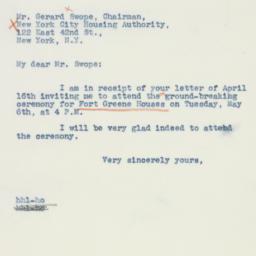 Mr. Gerard Swope, Chairman,
New York City Housing Authority,
122 East 42nd St.,
New York, N.Y.
My dear Mr. Swope:
I am in receipt of your letter of April
16th inviting me to attend the ground-breaking
ceremony for Fort Greene Houses on Tuesday, May
6th, at 4 P.M.
I will be very glad indeed to attend
the ceremony.
Very sincerely yours,
hhl-hc